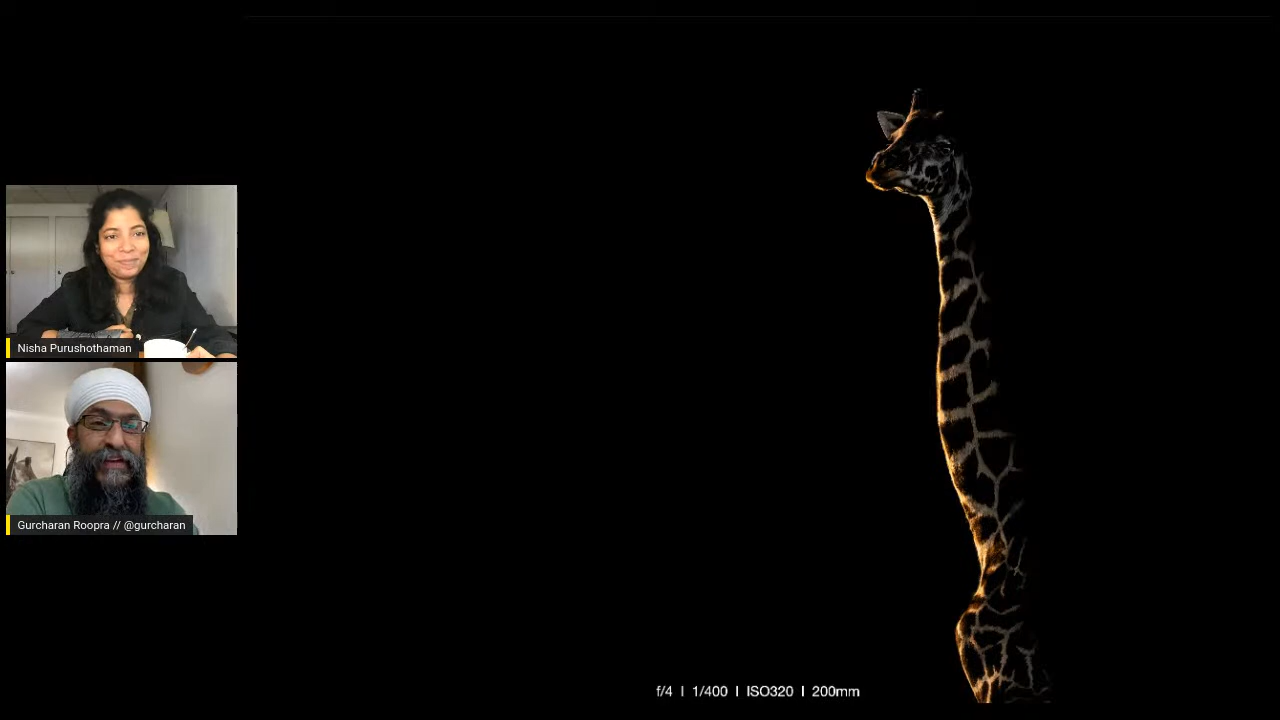 Nisha Purushothaman
Gurcharan Roopra // @gurcharan
f/4 | 1/400 | ISO320 | 200mm